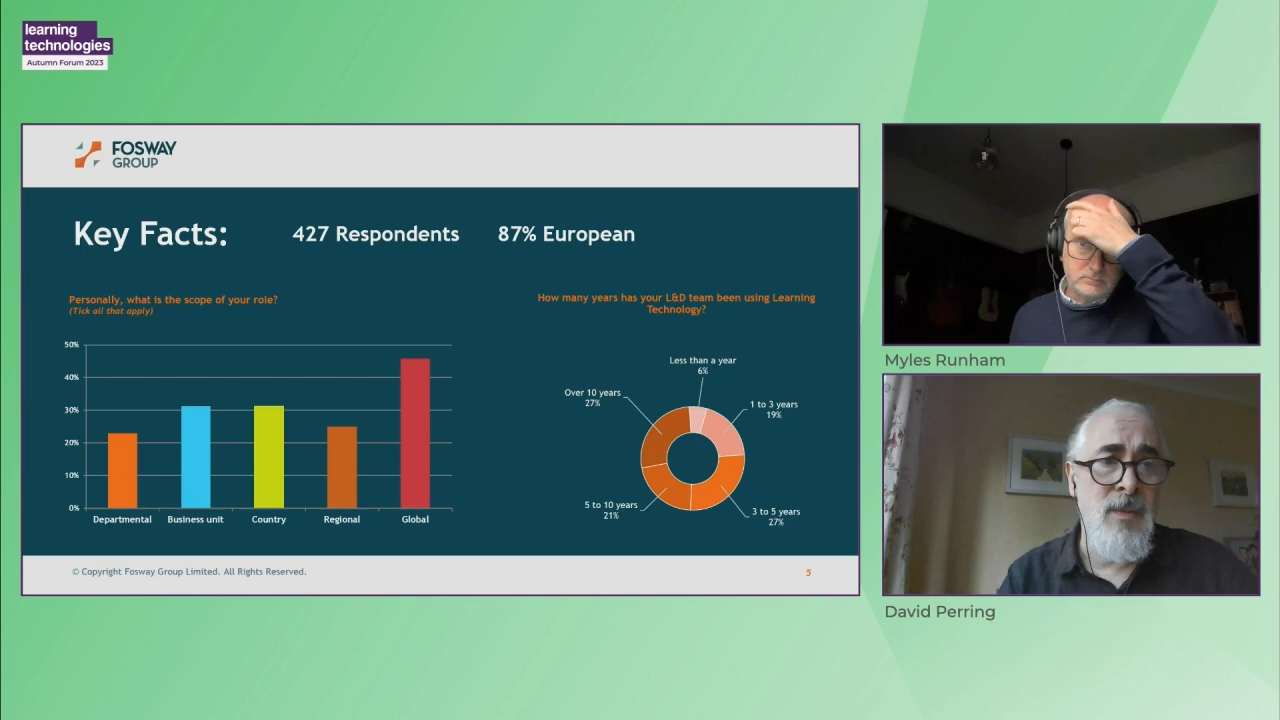 learning
technologies
Autumn Forum 2023
FOSWAY
GROUP
Key Facts:
427 Respondents
87% European
Personally, what is the scope of your role?
(Tick all that apply)
50%
40%
30%
20%
10%
0%
Departmental
Business unit
Country
Regional
Global
How many years has your L&D team been using Learning
Technology?
Less than a year
6%
Over 10 years
27%
1 to 3 years
19%
5 to 10 years
21%
3 to 5 years
27%
© Copyright Fosway Group Limited. All Rights Reserved.
5
Myles Runham
David Perring